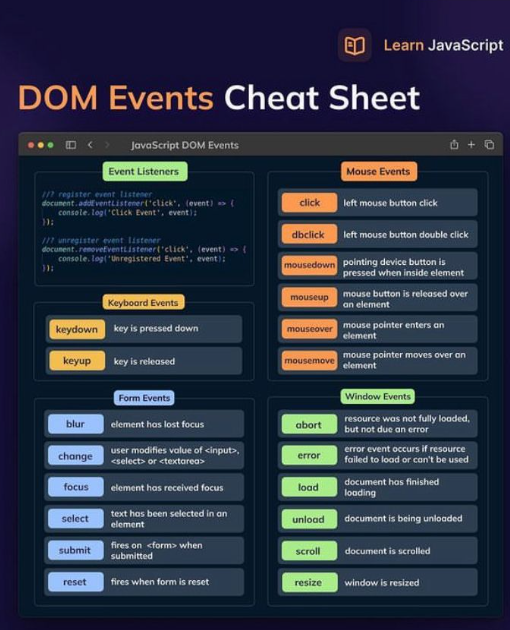 Learn JavaScript
DOM Events Cheat Sheet
JavaScript DOM Events
Event Listeners
//? register event listener
document.addEventListener('click', (event) => {
console.log('Click Event', event);
});
//? unregister event listener
document.removeEventListener('click', (event) => {
console.log('Unregistered Event', event);
});
Keyboard Events
keydown key is pressed down
keyup key is released
Form Events
blur element has lost focus
change user modifies value of <input>,
<select> or <textarea>
focus element has received focus
select text has been selected in an
element
submit fires on <form> when
submitted
reset fires when form is reset
Mouse Events
click left mouse button click
dbclick left mouse button double click
mousedown pointing device button is
pressed when inside element
mouseup mouse button is released over
an element
mouseover mouse pointer enters an
element
mousemove mouse pointer moves over an
element
Window Events
abort resource was not fully loaded,
but not due an error
error error event occurs if resource
failed to load or can't be used
load document has finished
loading
unload document is being unloaded
scroll document is scrolled
resize window is resized